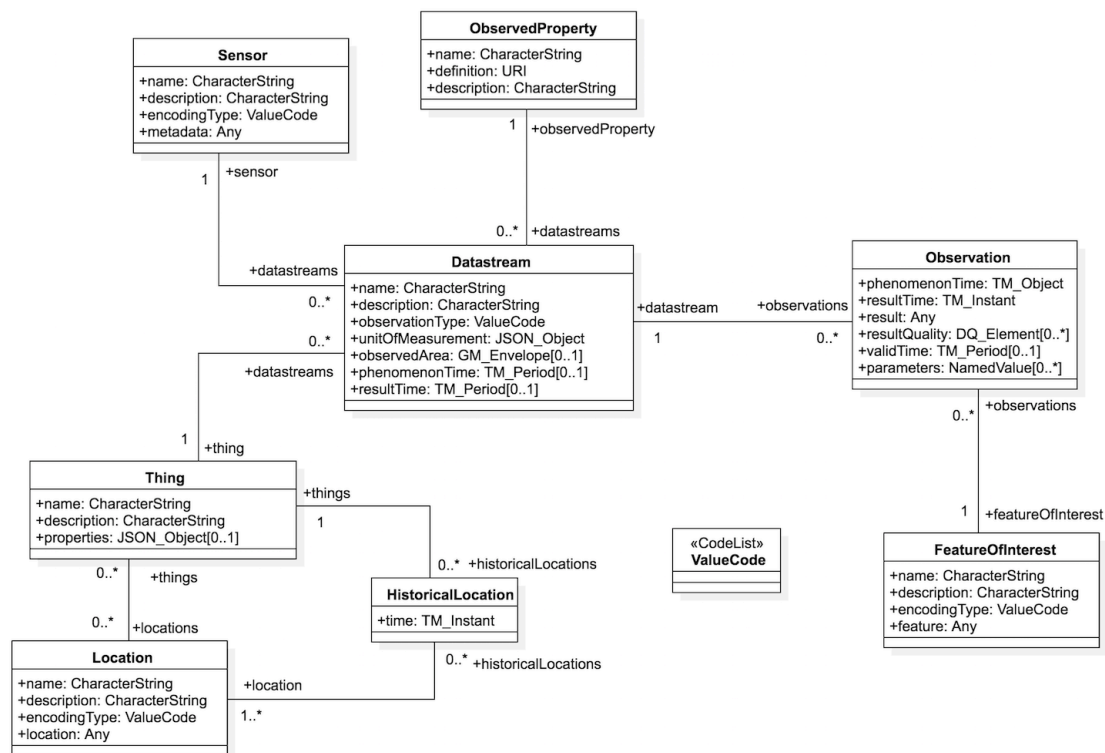 ObservedProperty
+name: CharacterString
+definition: URI
+description: CharacterString
Sensor
+name: CharacterString
+description: CharacterString
+encodingType: ValueCode
+metadata: Any
1
+observedProperty
1
+sensor
0..*
+datastreams
+datastreams
0..*
Datastream
+name: CharacterString
+description: CharacterString
+observationType: ValueCode
+unitOfMeasurement: JSON_Object
+observedArea: GM_Envelope[0..1]
+phenomenonTime: TM_Period[0..1]
+resultTime: TM_Period[0..1]
+datastream
1
+observations
0..*
Observation
+phenomenonTime: TM_Object
+resultTime: TM_Instant
+result: Any
+resultQuality: DQ_Element[0..*]
+validTime: TM_Period[0..1]
+parameters: NamedValue[0..*]
0..*
+datastreams
1
+thing
0..*
+observations
1
+featureOfInterest
Thing
+name: CharacterString
+description: CharacterString
+properties: JSON_Object[0..1]
+things
1
0..*
+historicalLocations
HistoricalLocation
+time: TM_Instant
0..*
+historicalLocations
«CodeList»
ValueCode
FeatureOfInterest
+name: CharacterString
+description: CharacterString
+encodingType: ValueCode
+feature: Any
0..*
+things
0..*
+locations
Location
+name: CharacterString
+description: CharacterString
+encodingType: ValueCode
+location: Any
+location
1..*